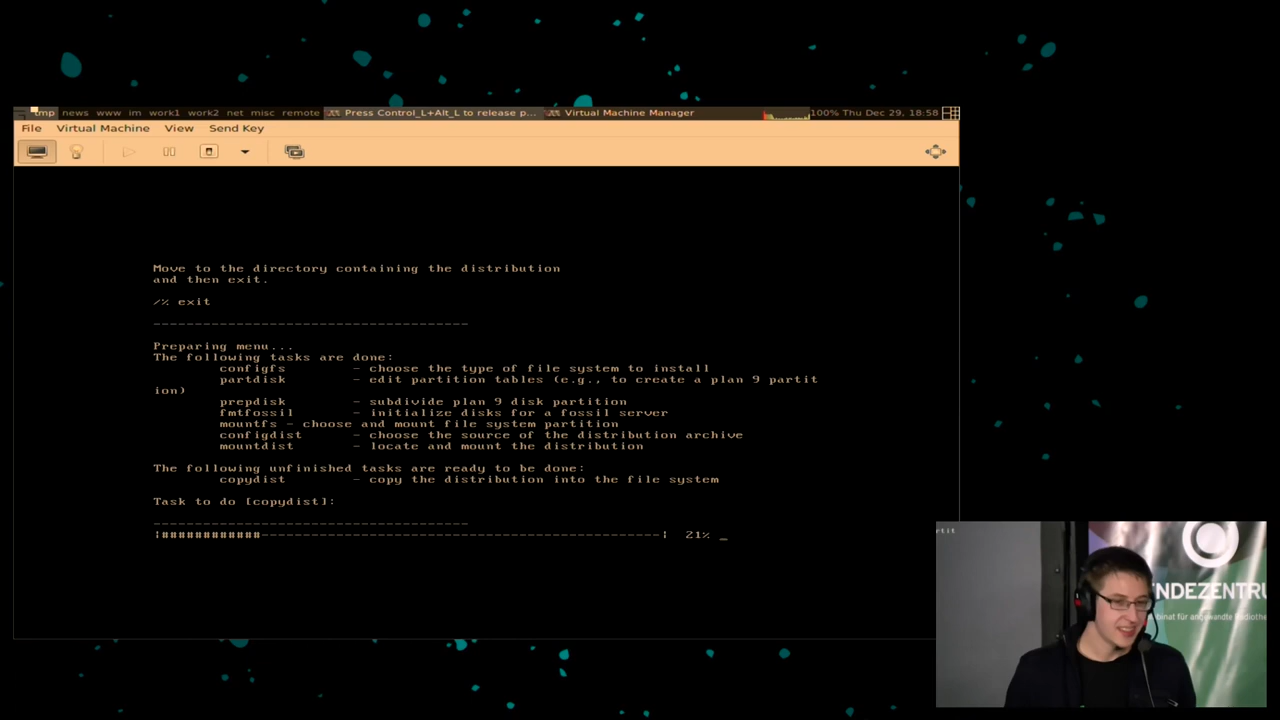 tmp news www im work1 work2 net misc remote Press Control_L+Alt_L to release p... Virtual Machine Manager 100% Thu Dec 29, 18:58
File Virtual Machine View Send Key
Move to the directory containing the distribution
and then exit.
/% exit
--------------------------------------
Preparing menu...
The following tasks are done:
configfs - choose the type of file system to install
partdisk - edit partition tables (e.g., to create a plan 9 partit
ion)
prepdisk - subdivide plan 9 disk partition
fmtfossil - initialize disks for a fossil server
mountfs - choose and mount file system partition
configdist - choose the source of the distribution archive
mountdist - locate and mount the distribution
The following unfinished tasks are ready to be done:
copydist - copy the distribution into the file system
Task to do [copydist]:
--------------------------------------
21% _
rtit
ENDEZENTRU
binat für angewandte Radiothe